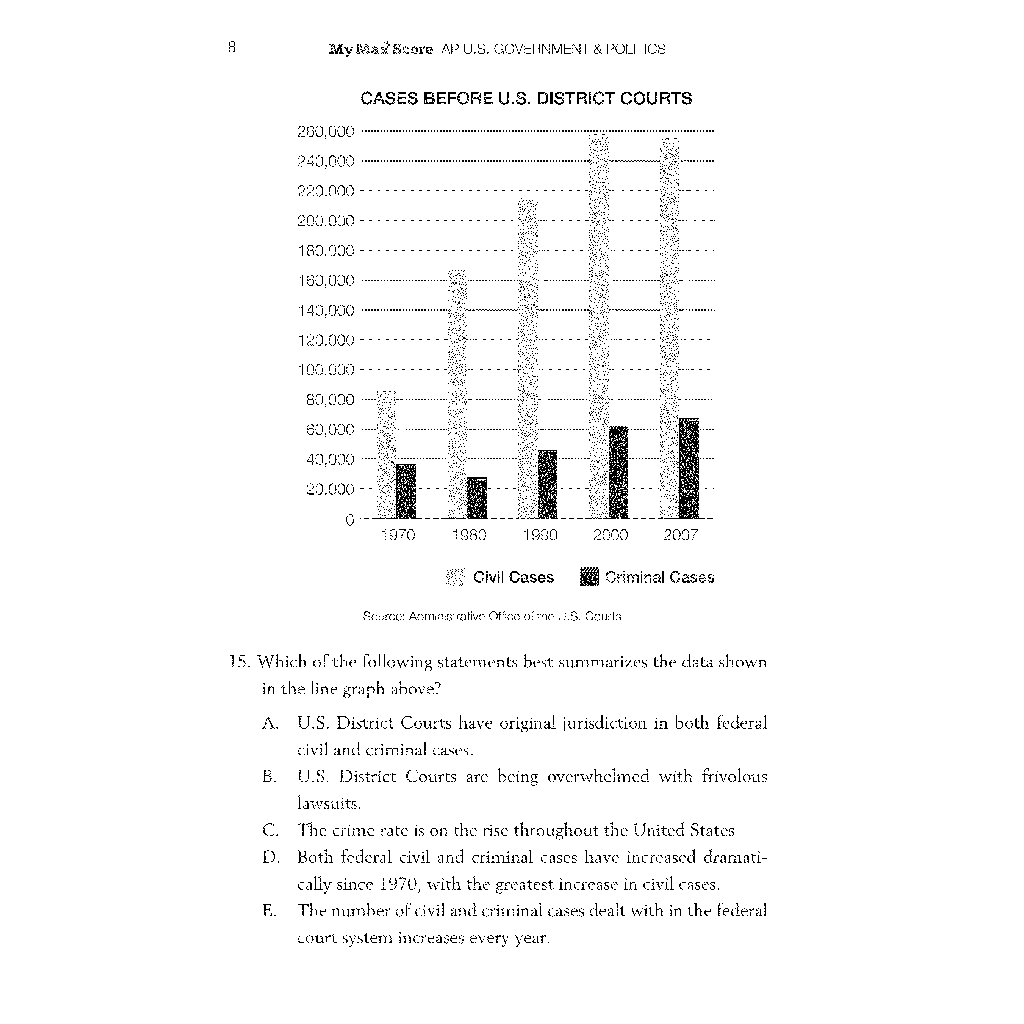 8 My Max Score AP U.S. GOVERNMENT & POLITICS
CASES BEFORE U.S. DISTRICT COURTS
260,000
240,000
220,000
200,000
180,000
160,000
140,000
120,000
100,000
80,000
60,000
40,000
20,000
0
1970 1980 1990 2000 2007
Civil Cases Criminal Cases
Source: Administrative Office of the U.S. Courts
15. Which of the following statements best summarizes the data shown
in the line graph above?
A. U.S. District Courts have original jurisdiction in both federal
civil and criminal cases.
B. U.S. District Courts are being overwhelmed with frivolous
lawsuits.
C. The crime rate is on the rise throughout the United States
D. Both federal civil and criminal cases have increased dramati-
cally since 1970, with the greatest increase in civil cases.
E. The number of civil and criminal cases dealt with in the federal
court system increases every year.